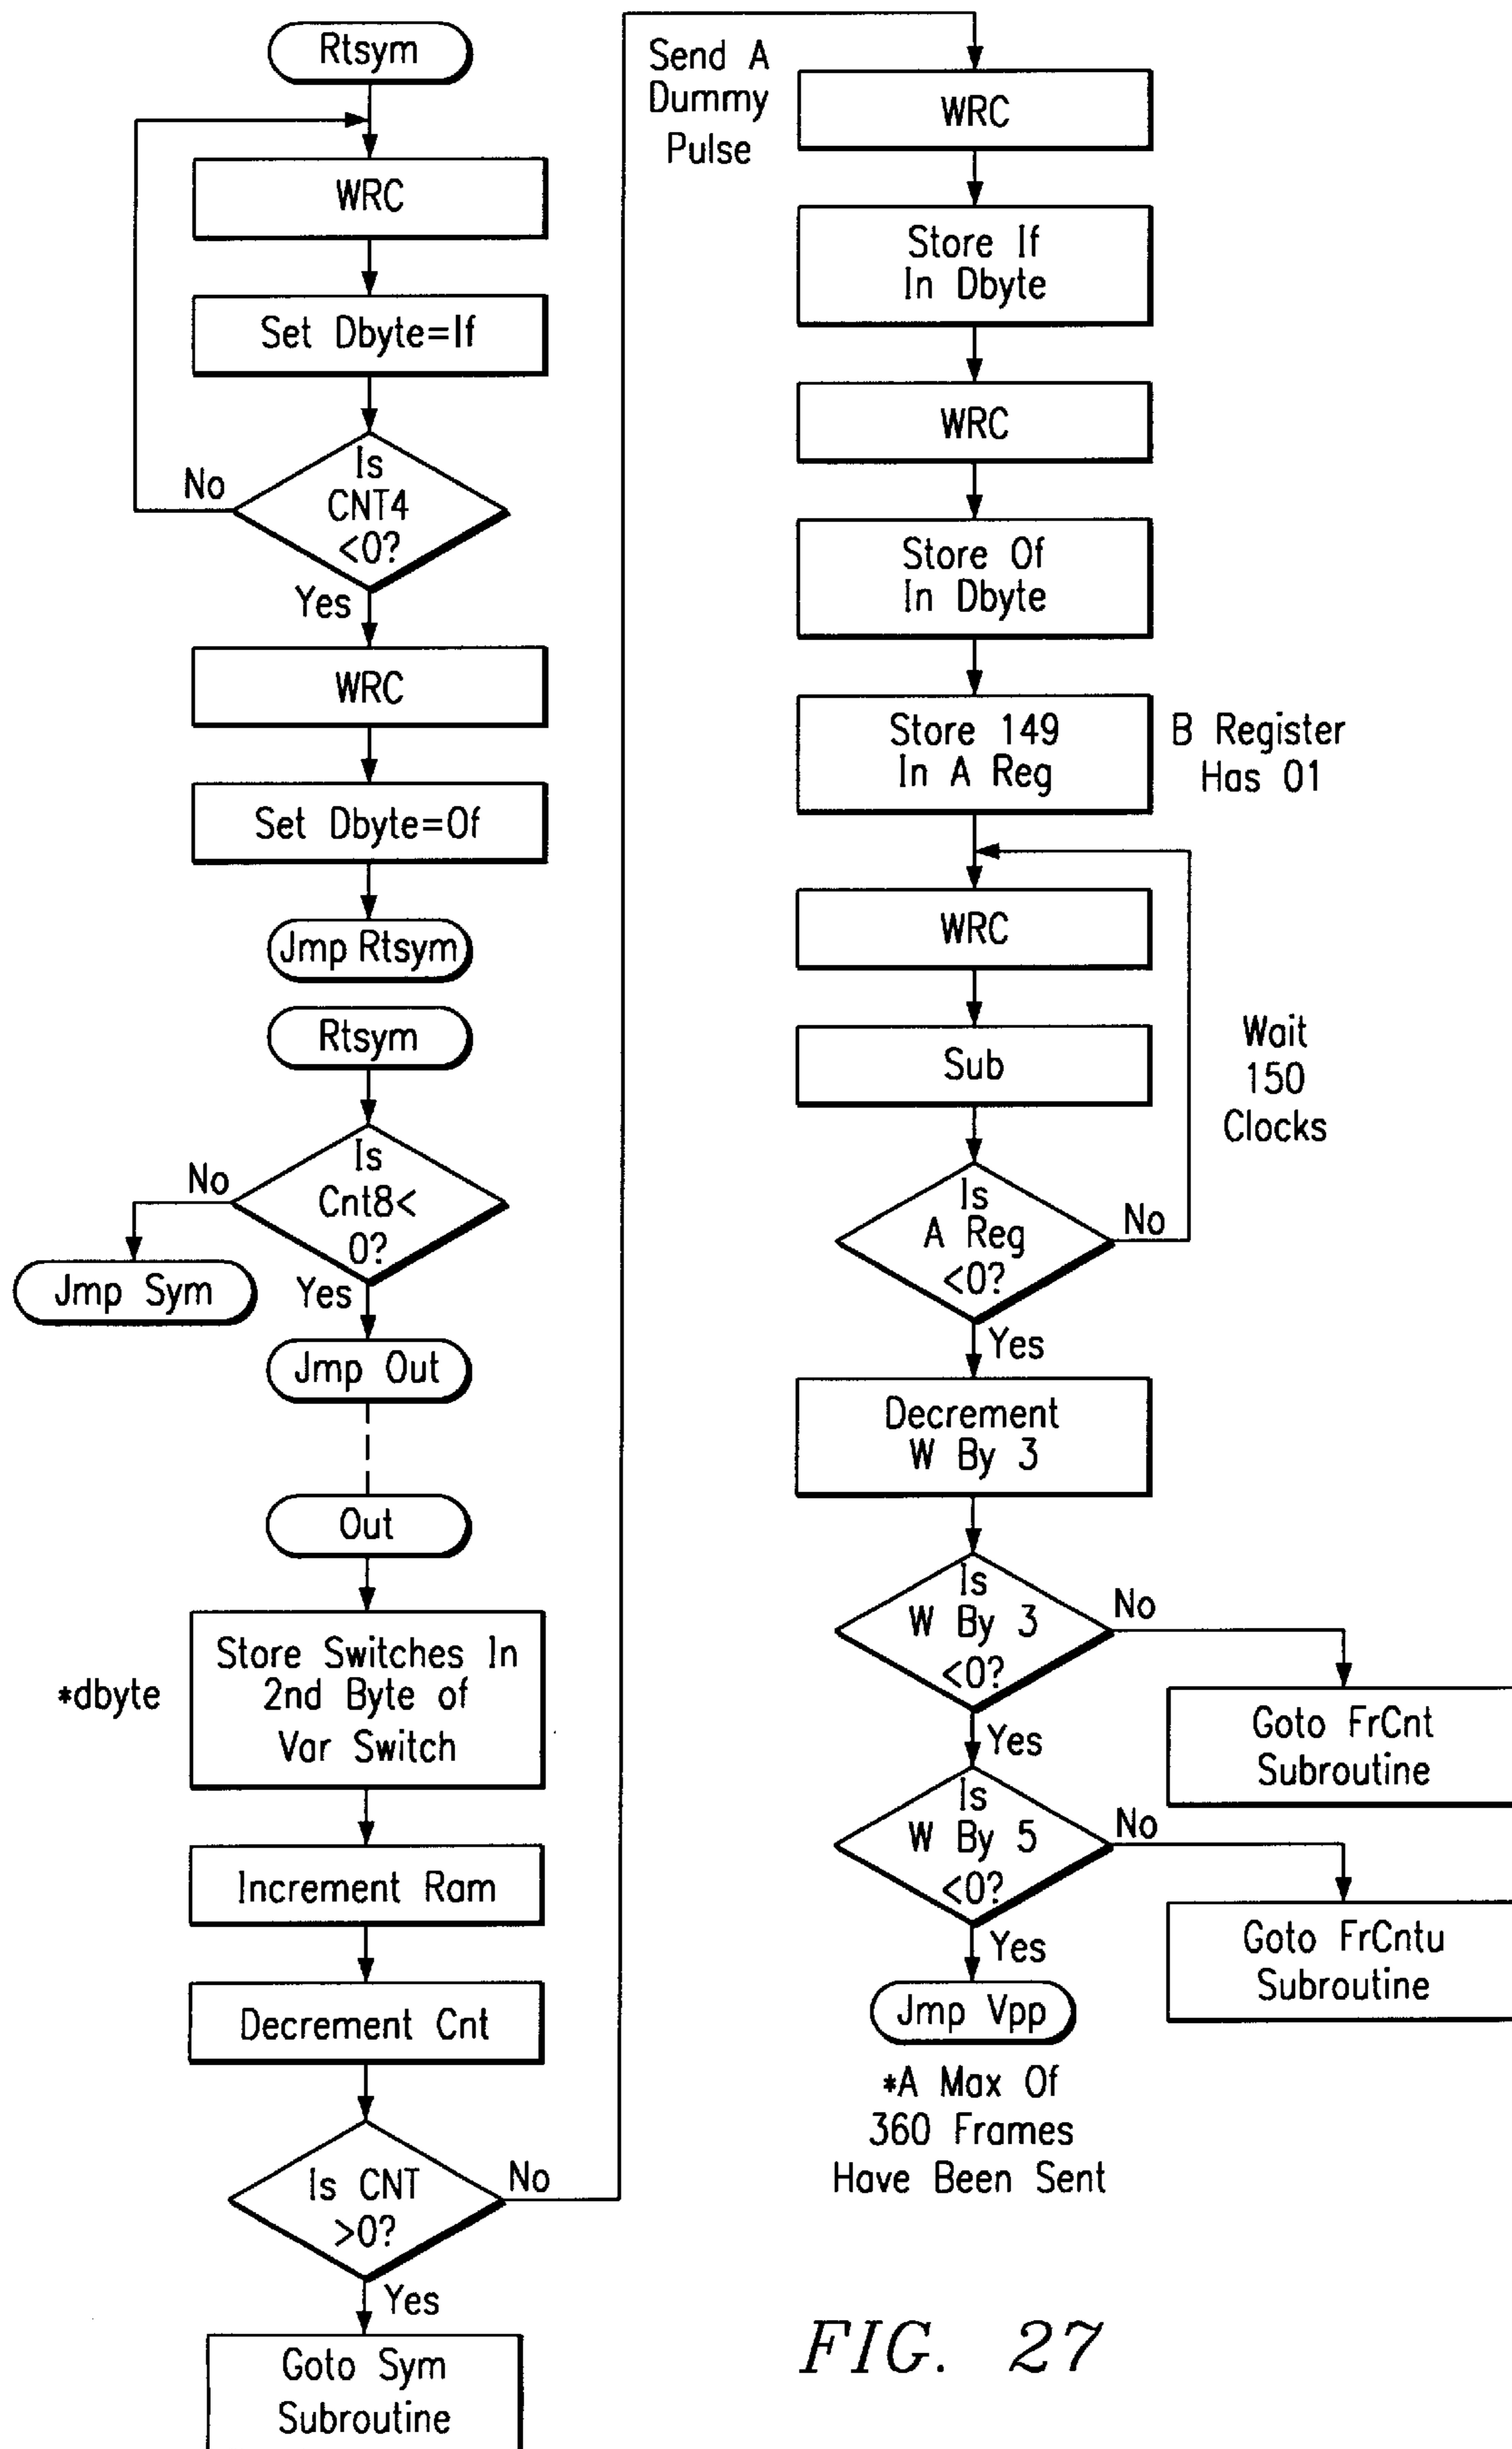 Rtsym
WRC
Set Dbyte=If
Is
CNT4
<0?
No
Yes
WRC
Set Dbyte=Of
Jmp Rtsym
Rtsym
Is
Cnt8<
0?
No
Jmp Sym
Yes
Jmp Out
Out
*dbyte
Store Switches In
2nd Byte of
Var Switch
Increment Ram
Decrement Cnt
Is CNT
>0?
No
Yes
Goto Sym
Subroutine
Send A
Dummy
Pulse
WRC
Store If
In Dbyte
WRC
Store Of
In Dbyte
Store 149
In A Reg
B Register
Has 01
WRC
Sub
Wait
150
Clocks
Is
A Reg
<0?
No
Yes
Decrement
W By 3
Is
W By 3
<0?
No
Goto FrCnt
Subroutine
Yes
Is
W By 5
<0?
No
Goto FrCntu
Subroutine
Yes
Jmp Vpp
*A Max Of
360 Frames
Have Been Sent
FIG. 27